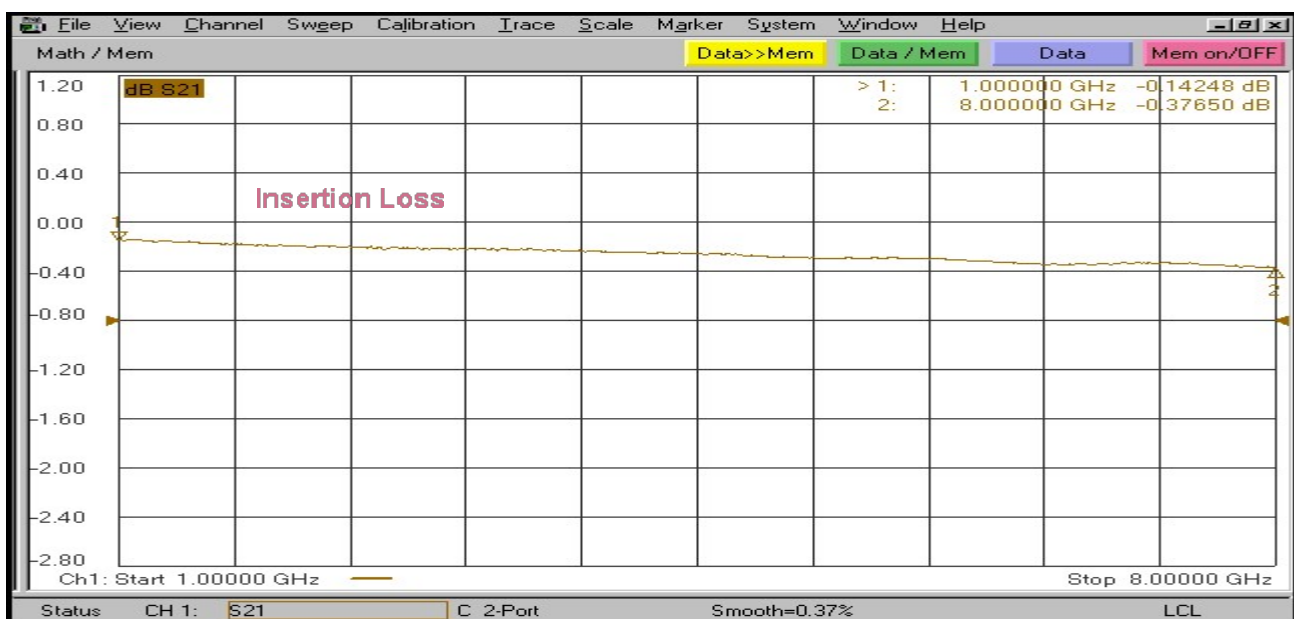 File View Channel Sweep Calibration Trace Scale Marker System Window Help
Math / Mem Data>>Mem Data / Mem Data Mem on/OFF
1.20 dB S21 > 1: 1.000000 GHz -0.14248 dB
2: 8.000000 GHz -0.37650 dB
0.80
0.40
Insertion Loss
0.00
1
-0.40
2
-0.80
-1.20
-1.60
-2.00
-2.40
-2.80
Ch1: Start 1.00000 GHz Stop 8.00000 GHz
Status CH 1: S21 C 2-Port Smooth=0.37% LCL